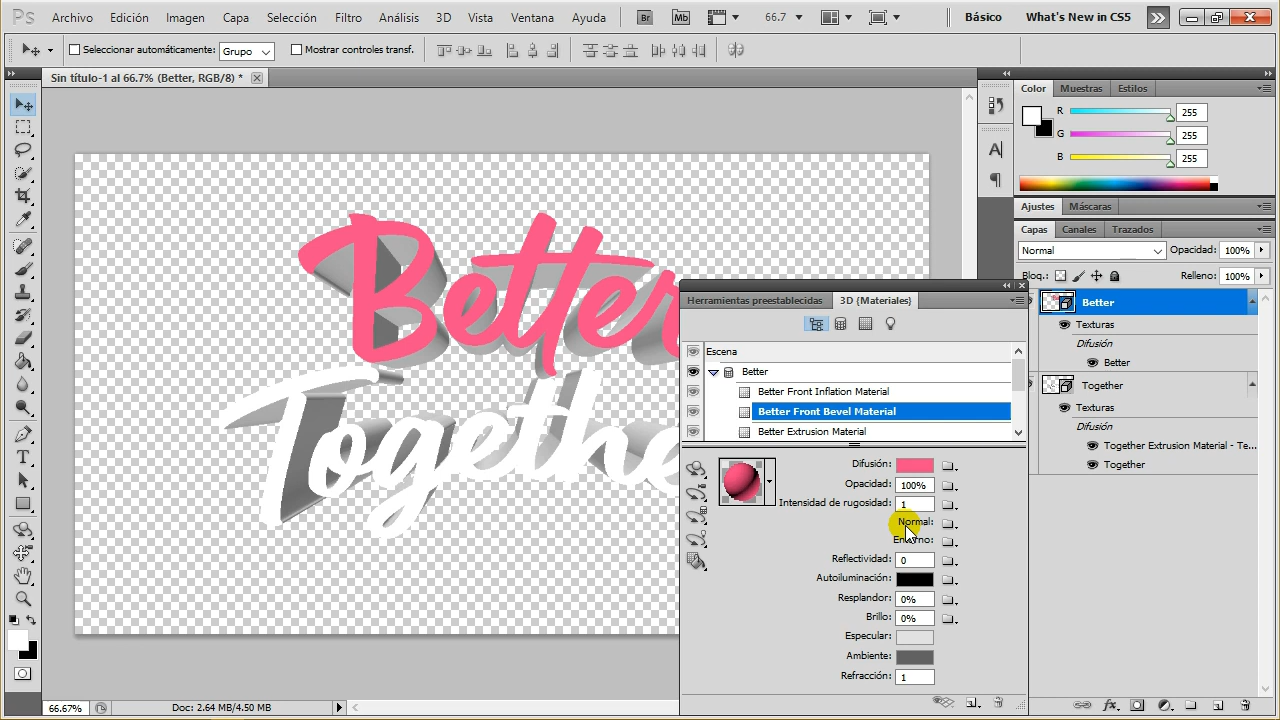 Ps Archivo Edición Imagen Capa Selección Filtro Análisis 3D Vista Ventana Ayuda Br Mb 66.7 Básico What's New in CS5
Seleccionar automáticamente: Grupo Mostrar controles transf.
Sin título-1 al 66.7% (Better, RGB/8) *
Color Muestras Estilos
R 255
G 255
B 255
Ajustes Máscaras
Capas Canales Trazados
Normal Opacidad: 100%
Bloq.: Relleno: 100%
Better
Texturas
Difusión
Better
Together
Texturas
Difusión
Together Extrusion Material - Te...
Together
Better
Togethe
Herramientas preestablecidas 3D {Materiales}
Escena
Better
Better Front Inflation Material
Better Front Bevel Material
Better Extrusion Material
Difusión:
Opacidad: 100%
Intensidad de rugosidad: 1
Normal:
Entorno:
Reflectividad: 0
Autoiluminación:
Resplandor: 0%
Brillo: 0%
Especular:
Ambiente:
Refracción: 1
66.67% Doc: 2.64 MB/4.50 MB